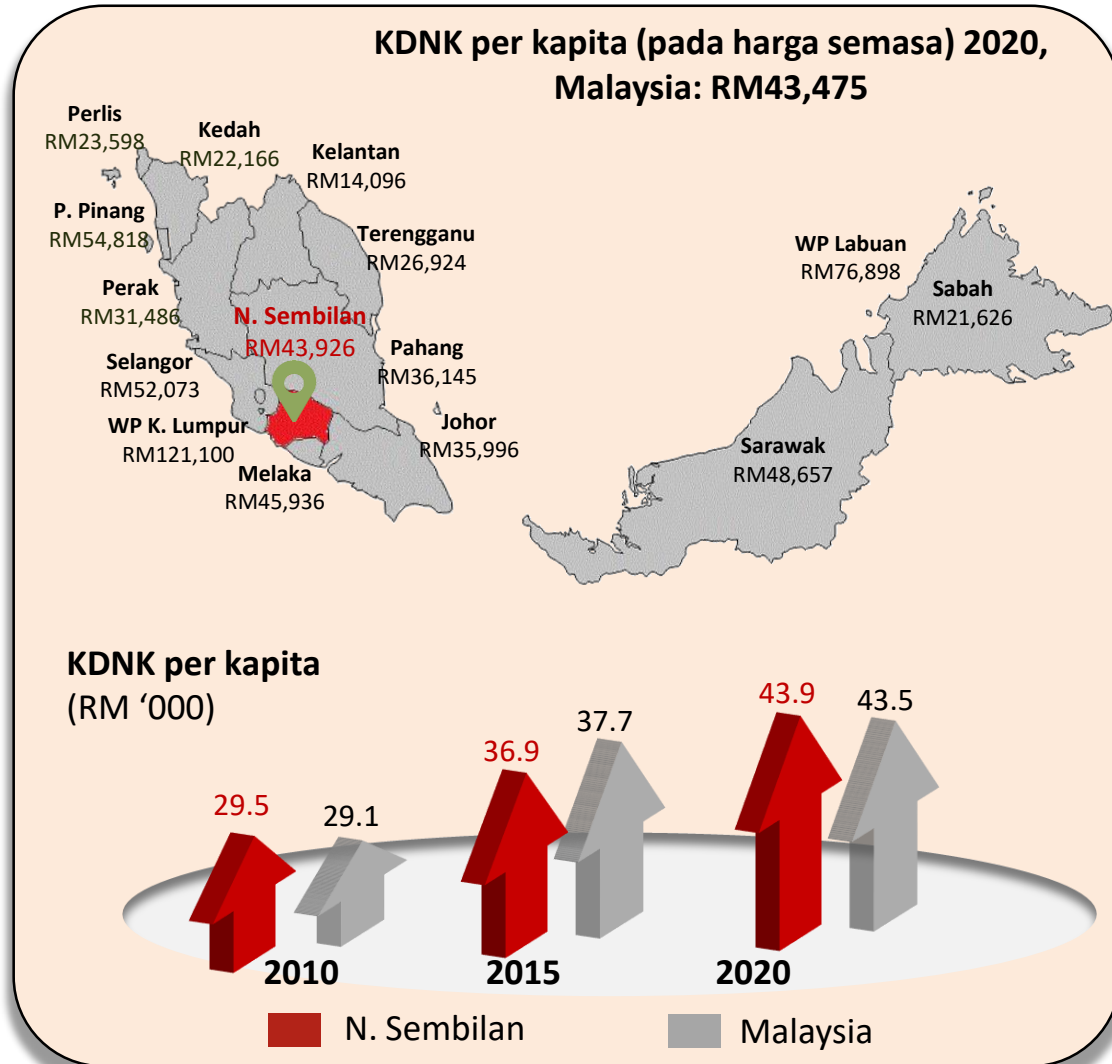 KDNK per kapita (pada harga semasa) 2020,
Malaysia: RM43,475
Perlis
RM23,598
Kedah
RM22,166
Kelantan
RM14,096
P. Pinang
RM54,818
Terengganu
RM26,924
Perak
RM31,486
N. Sembilan
RM43,926
Pahang
RM36,145
Selangor
RM52,073
WP K. Lumpur
RM121,100
Johor
RM35,996
Melaka
RM45,936
WP Labuan
RM76,898
Sabah
RM21,626
Sarawak
RM48,657
KDNK per kapita
(RM ‘000)
29.5
29.1
36.9
37.7
43.9
43.5
2010
2015
2020
N. Sembilan
Malaysia